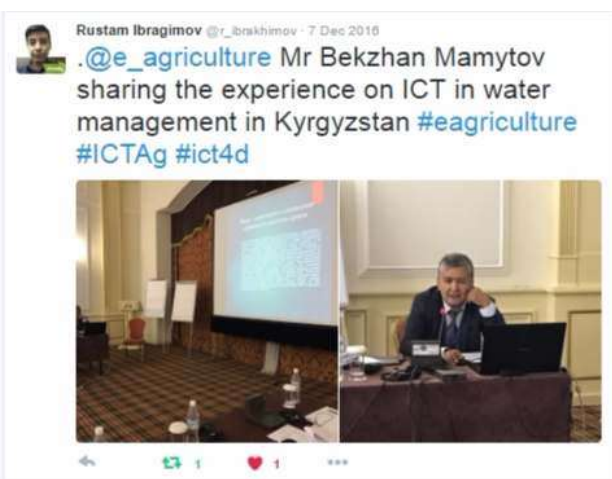 Rustam Ibragimov @r_ibrakhimov · 7 Dec 2016
.@e_agriculture Mr Bekzhan Mamytov
sharing the experience on ICT in water
management in Kyrgyzstan #eagriculture
#ICTAg #ict4d
1 1